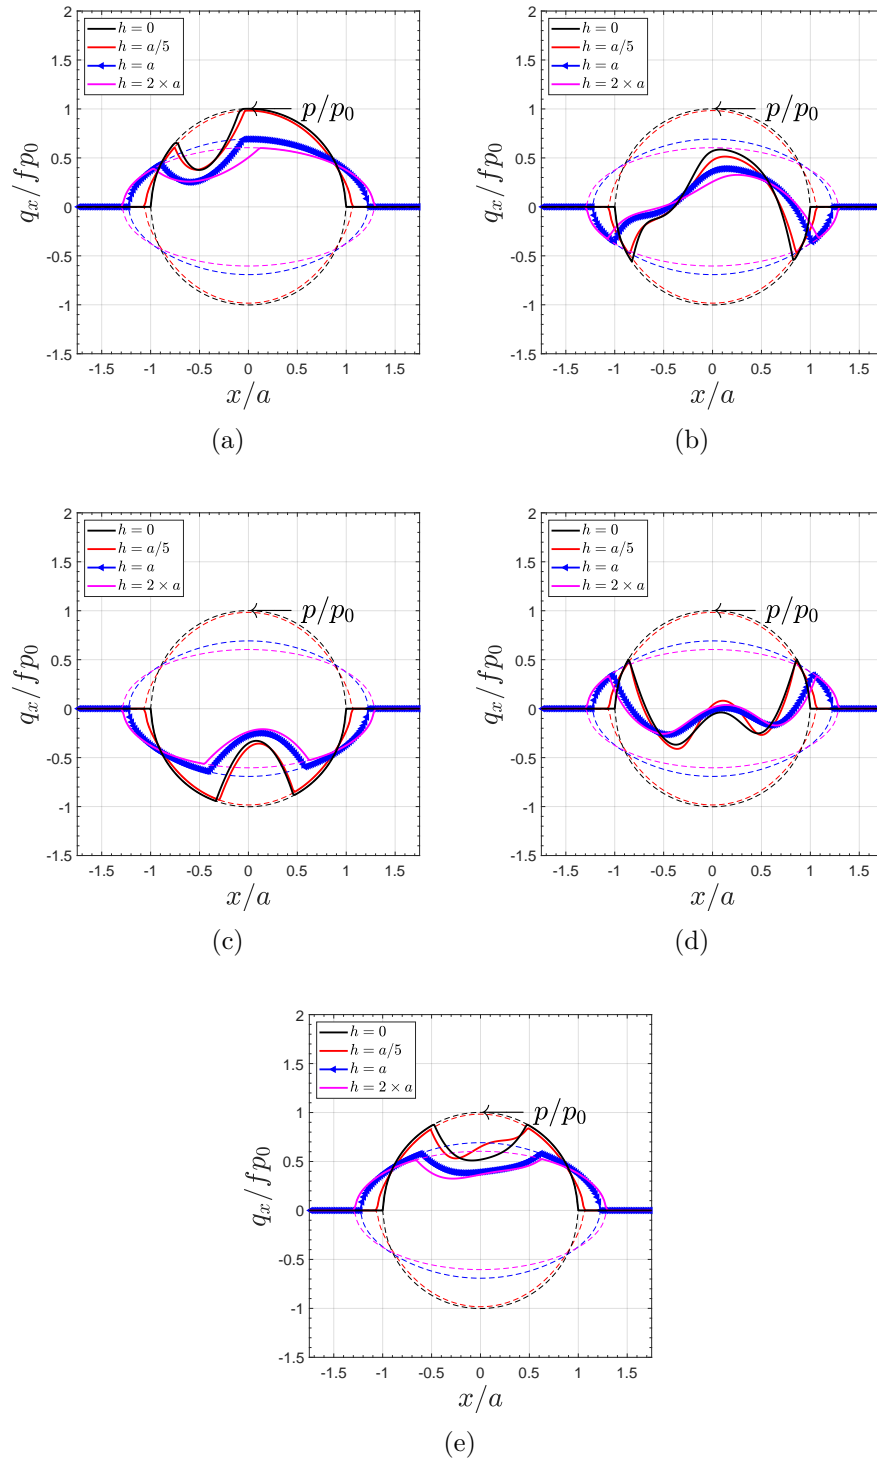 2
1.5
1
0.5
0
-0.5
-1
-1.5
-1.5 -1 -0.5 0 0.5 1 1.5
h = 0
h = a/5
h = a
h = 2 × a
p/p₀
qₓ/fp₀
x/a
(a)
2
1.5
1
0.5
0
-0.5
-1
-1.5
-1.5 -1 -0.5 0 0.5 1 1.5
h = 0
h = a/5
h = a
h = 2 × a
p/p₀
qₓ/fp₀
x/a
(b)
2
1.5
1
0.5
0
-0.5
-1
-1.5
-1.5 -1 -0.5 0 0.5 1 1.5
h = 0
h = a/5
h = a
h = 2 × a
p/p₀
qₓ/fp₀
x/a
(c)
2
1.5
1
0.5
0
-0.5
-1
-1.5
-1.5 -1 -0.5 0 0.5 1 1.5
h = 0
h = a/5
h = a
h = 2 × a
p/p₀
qₓ/fp₀
x/a
(d)
2
1.5
1
0.5
0
-0.5
-1
-1.5
-1.5 -1 -0.5 0 0.5 1 1.5
h = 0
h = a/5
h = a
h = 2 × a
p/p₀
qₓ/fp₀
x/a
(e)